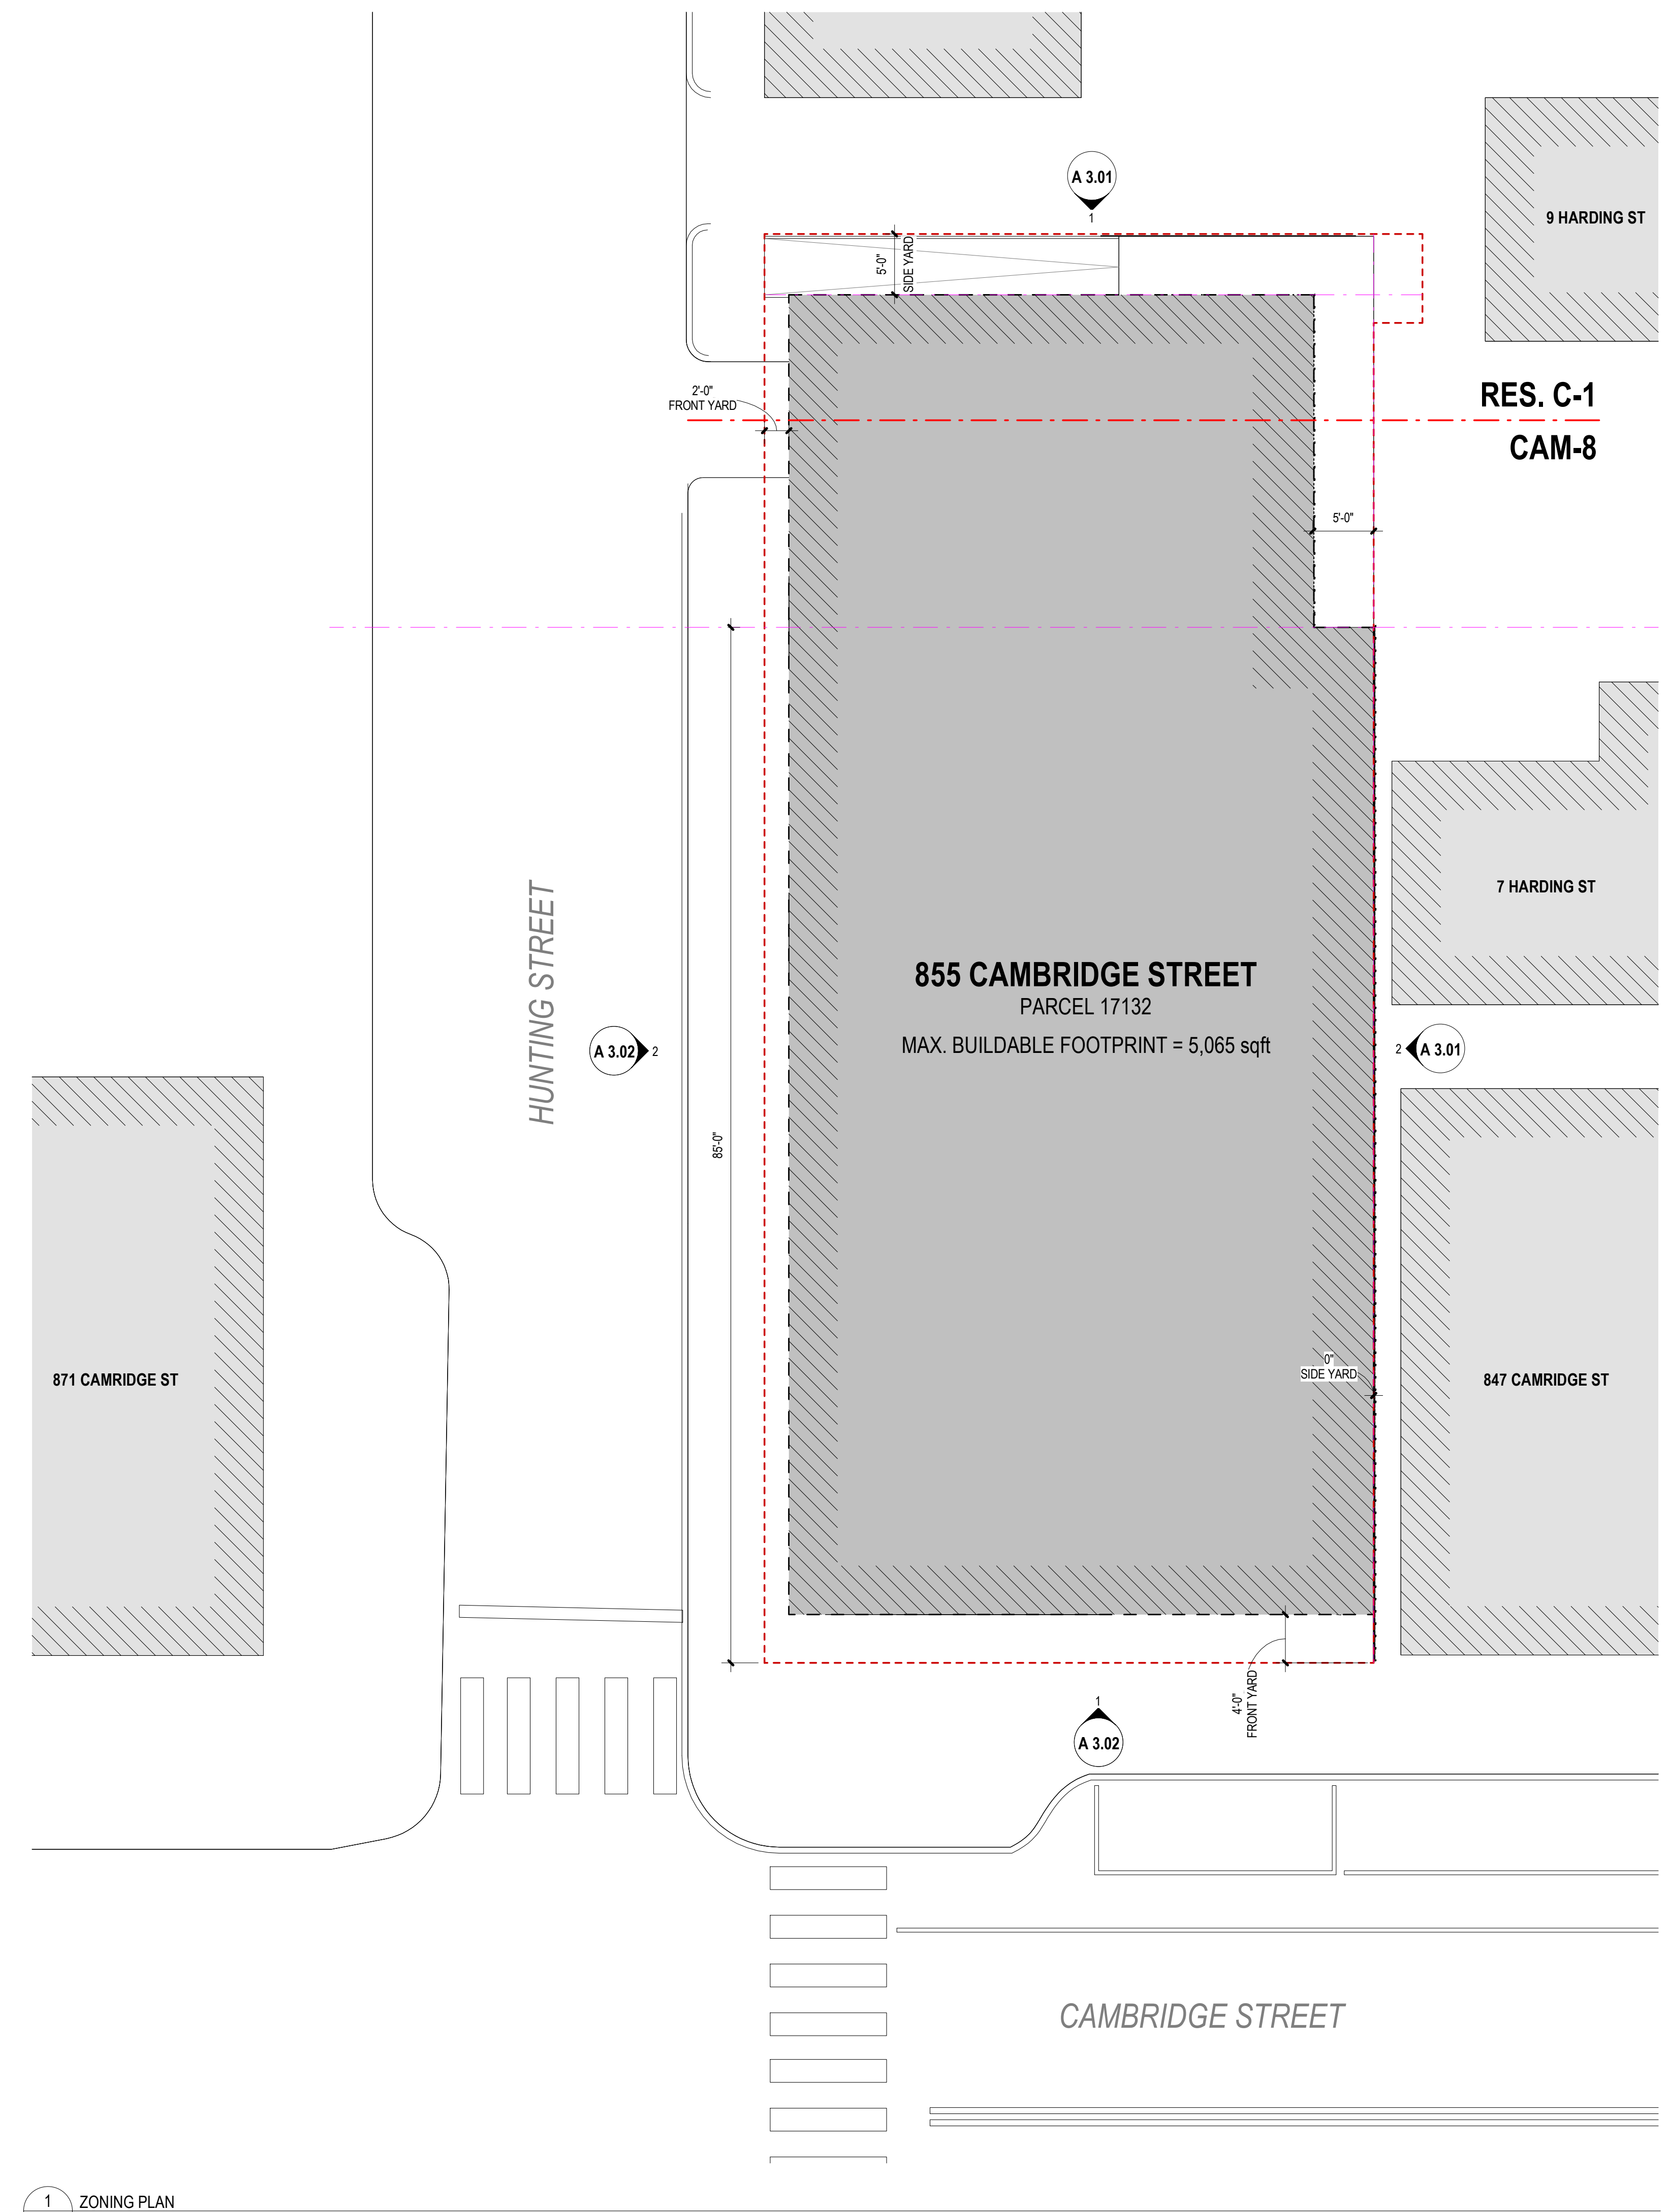 A 3.01
1
9 HARDING ST
5'-0"
SIDE YARD
2'-0"
FRONT YARD
RES. C-1
CAM-8
5'-0"
HUNTING STREET
7 HARDING ST
855 CAMBRIDGE STREET
PARCEL 17132
MAX. BUILDABLE FOOTPRINT = 5,065 sqft
A 3.02
2
2
A 3.01
85'-0"
0"
SIDE YARD
871 CAMRIDGE ST
847 CAMRIDGE ST
4'-0"
FRONT YARD
1
A 3.02
CAMBRIDGE STREET
1
ZONING PLAN